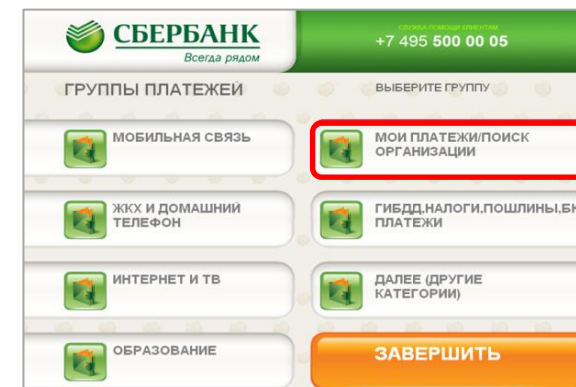 СБЕРБАНК
Всегда рядом
СЛУЖБА ПОМОЩИ КЛИЕНТАМ
+7 495 500 00 05
ГРУППЫ ПЛАТЕЖЕЙ
ВЫБЕРИТЕ ГРУППУ
МОБИЛЬНАЯ СВЯЗЬ
МОИ ПЛАТЕЖИ/ПОИСК
ОРГАНИЗАЦИИ
ЖКХ И ДОМАШНИЙ
ТЕЛЕФОН
ГИБДД,НАЛОГИ,ПОШЛИНЫ,БЮ
ПЛАТЕЖИ
ИНТЕРНЕТ И ТВ
ДАЛЕЕ (ДРУГИЕ
КАТЕГОРИИ)
ОБРАЗОВАНИЕ
ЗАВЕРШИТЬ